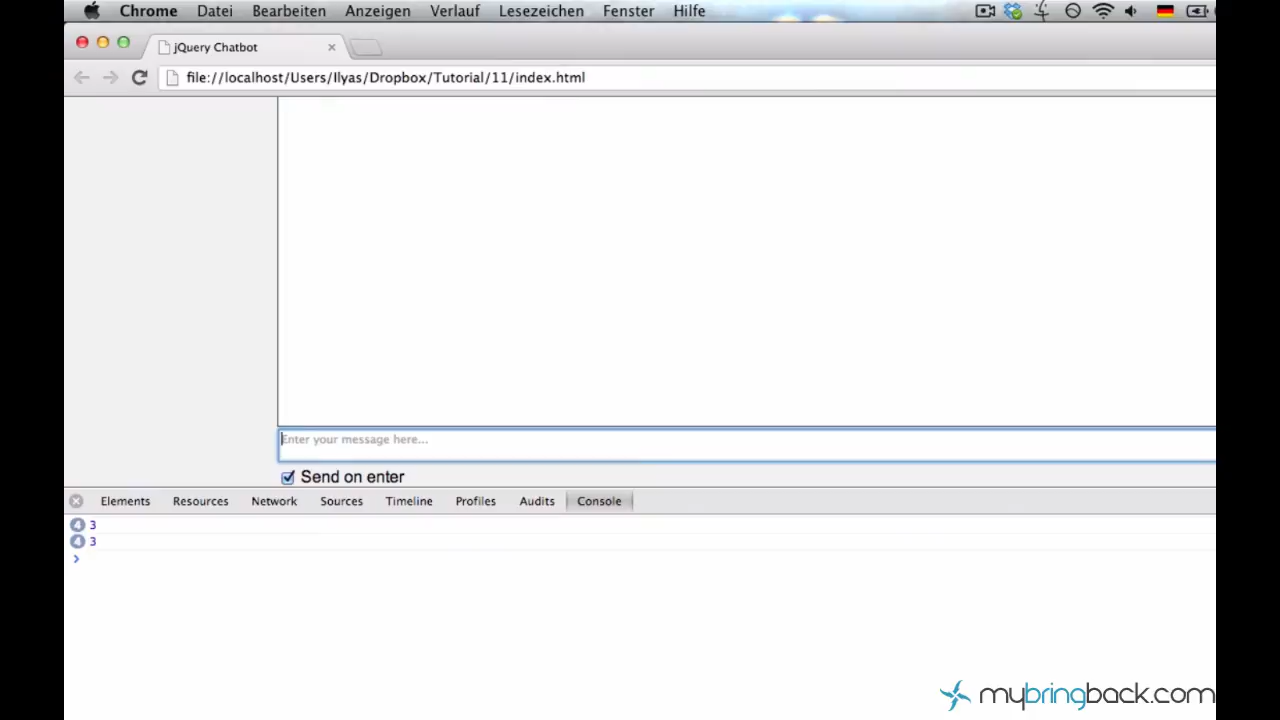 Chrome Datei Bearbeiten Anzeigen Verlauf Lesezeichen Fenster Hilfe
jQuery Chatbot
file://localhost/Users/Ilyas/Dropbox/Tutorial/11/index.html
Enter your message here...
Send on enter
Elements Resources Network Sources Timeline Profiles Audits Console
4 3
4 3
mybringback.com